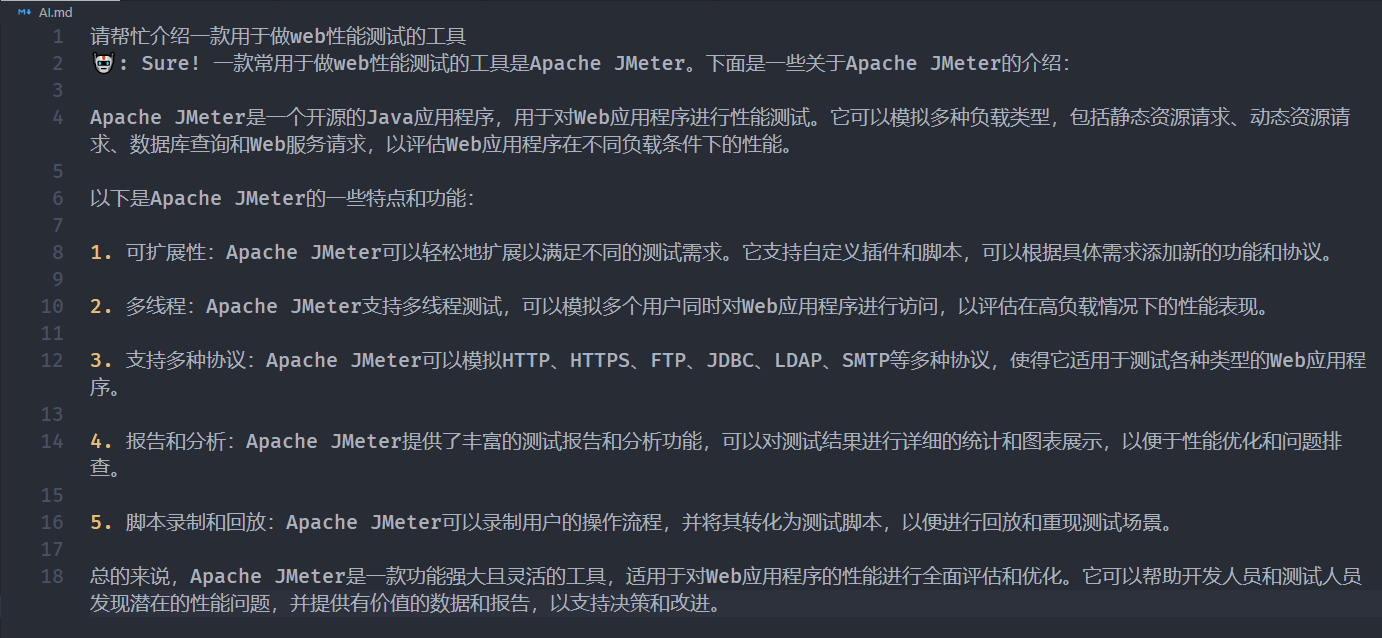 AI.md
1 请帮忙介绍一款用于做web性能测试的工具
2 🤖: Sure! 一款常用于做web性能测试的工具是Apache JMeter。下面是一些关于Apache JMeter的介绍：
3
4 Apache JMeter是一个开源的Java应用程序，用于对Web应用程序进行性能测试。它可以模拟多种负载类型，包括静态资源请求、动态资源请
求、数据库查询和Web服务请求，以评估Web应用程序在不同负载条件下的性能。
5
6 以下是Apache JMeter的一些特点和功能：
7
8 1. 可扩展性：Apache JMeter可以轻松地扩展以满足不同的测试需求。它支持自定义插件和脚本，可以根据具体需求添加新的功能和协议。
9
10 2. 多线程：Apache JMeter支持多线程测试，可以模拟多个用户同时对Web应用程序进行访问，以评估在高负载情况下的性能表现。
11
12 3. 支持多种协议：Apache JMeter可以模拟HTTP、HTTPS、FTP、JDBC、LDAP、SMTP等多种协议，使得它适用于测试各种类型的Web应用程
序。
13
14 4. 报告和分析：Apache JMeter提供了丰富的测试报告和分析功能，可以对测试结果进行详细的统计和图表展示，以便于性能优化和问题排
查。
15
16 5. 脚本录制和回放：Apache JMeter可以录制用户的操作流程，并将其转化为测试脚本，以便进行回放和重现测试场景。
17
18 总的来说，Apache JMeter是一款功能强大且灵活的工具，适用于对Web应用程序的性能进行全面评估和优化。它可以帮助开发人员和测试人员
发现潜在的性能问题，并提供有价值的数据和报告，以支持决策和改进。